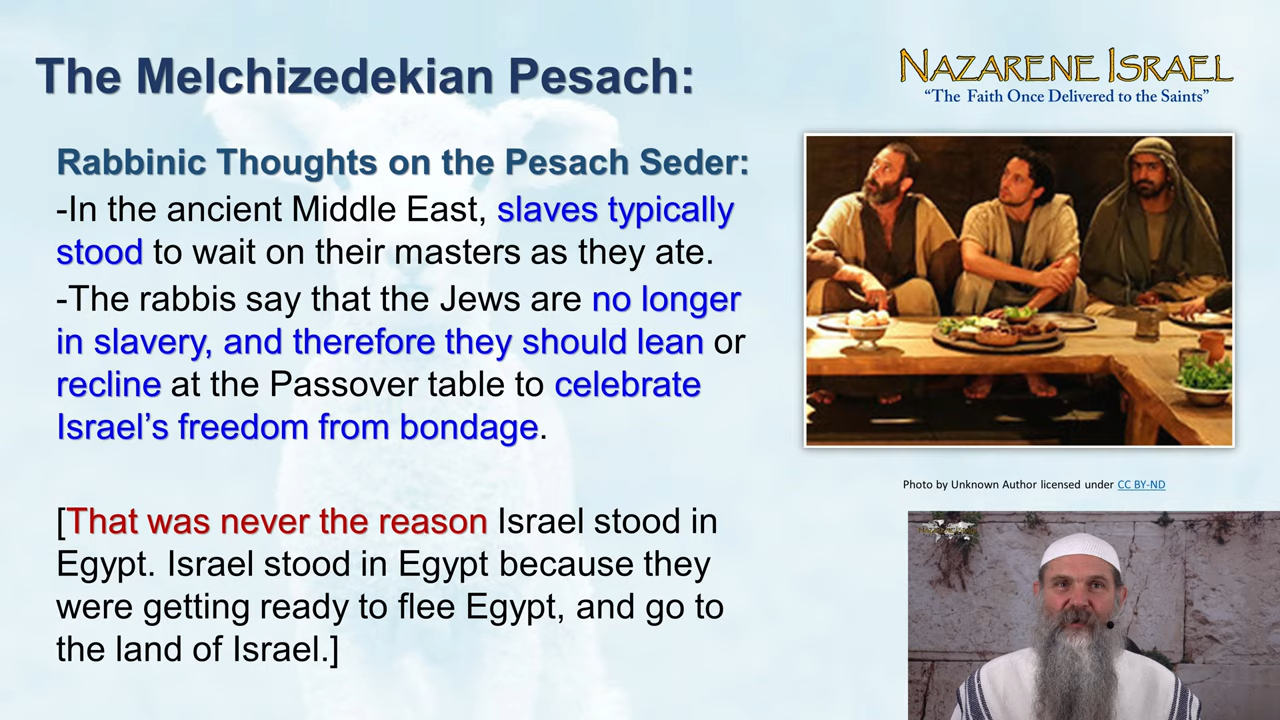 The Melchizedekian Pesach:
NAZARENE ISRAEL
“The Faith Once Delivered to the Saints”
Rabbinic Thoughts on the Pesach Seder:
-In the ancient Middle East, slaves typically
stood to wait on their masters as they ate.
-The rabbis say that the Jews are no longer
in slavery, and therefore they should lean or
recline at the Passover table to celebrate
Israel’s freedom from bondage.
[That was never the reason Israel stood in
Egypt. Israel stood in Egypt because they
were getting ready to flee Egypt, and go to
the land of Israel.]
Photo by Unknown Author licensed under CC BY-ND